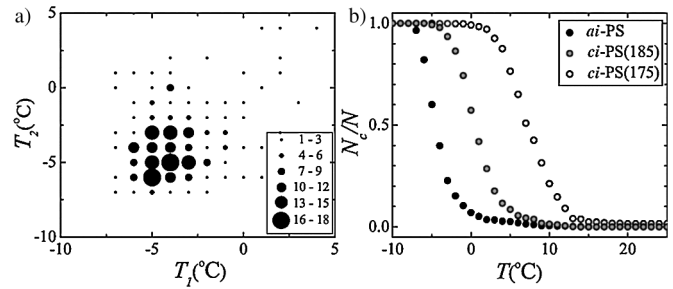 a)
5
0
-5
-10
T₂(°C)
-10
-5
0
5
T₁(°C)
1 - 3
4 - 6
7 - 9
10 - 12
13 - 15
16 - 18
b)
1.0
0.5
0.0
N_c/N
-10
0
10
20
T(°C)
ai-PS
ci-PS(185)
ci-PS(175)